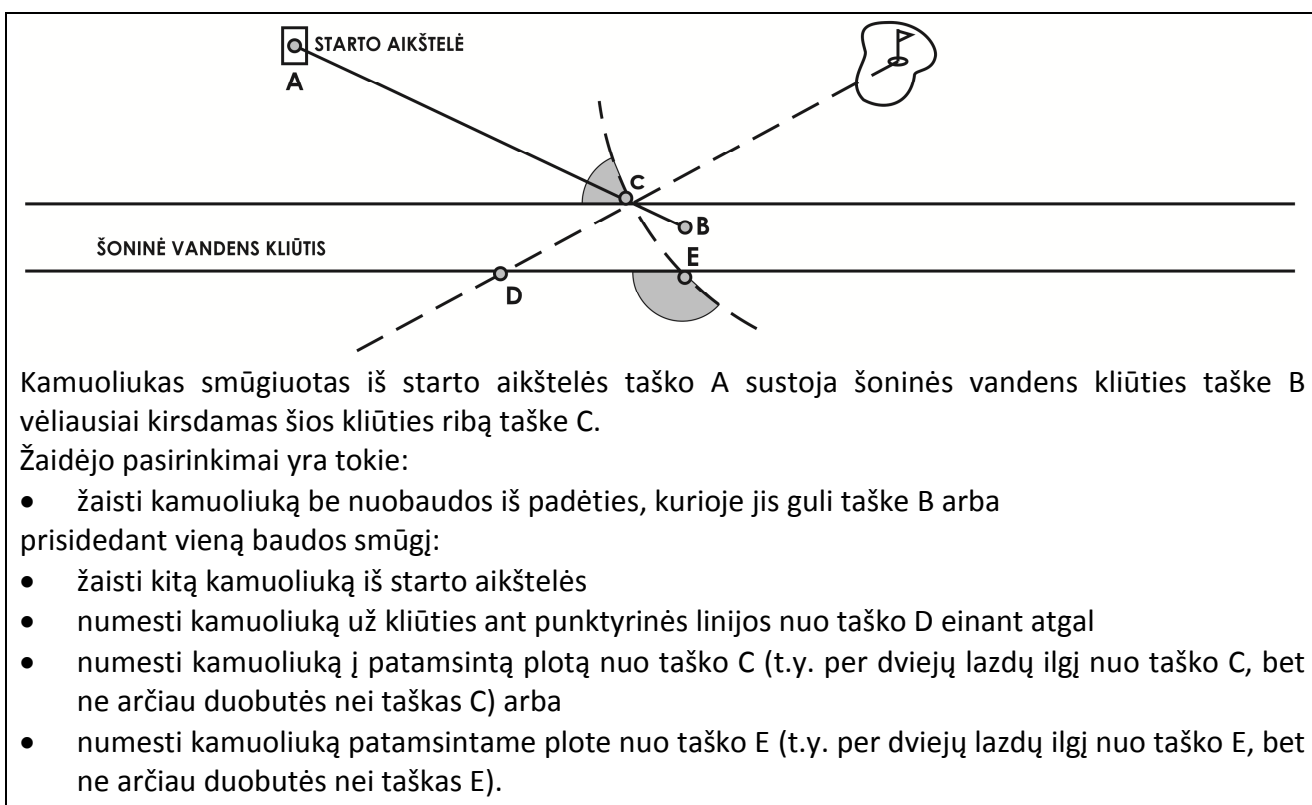 STARTO AIKŠTELĖ
A
C
B
ŠONINĖ VANDENS KLIŪTIS
E
D
Kamuoliukas smūgiuotas iš starto aikštelės taško A sustoja šoninės vandens kliūties taške B
vėliausiai kirsdamas šios kliūties ribą taške C.
Žaidėjo pasirinkimai yra tokie:
• žaisti kamuoliuką be nuobaudos iš padėties, kurioje jis guli taške B arba
prisidedant vieną baudos smūgį:
• žaisti kitą kamuoliuką iš starto aikštelės
• numesti kamuoliuką už kliūties ant punktyrinės linijos nuo taško D einant atgal
• numesti kamuoliuką į patamsintą plotą nuo taško C (t.y. per dviejų lazdų ilgį nuo taško C, bet
ne arčiau duobutės nei taškas C) arba
• numesti kamuoliuką patamsintame plote nuo taško E (t.y. per dviejų lazdų ilgį nuo taško E, bet
ne arčiau duobutės nei taškas E).